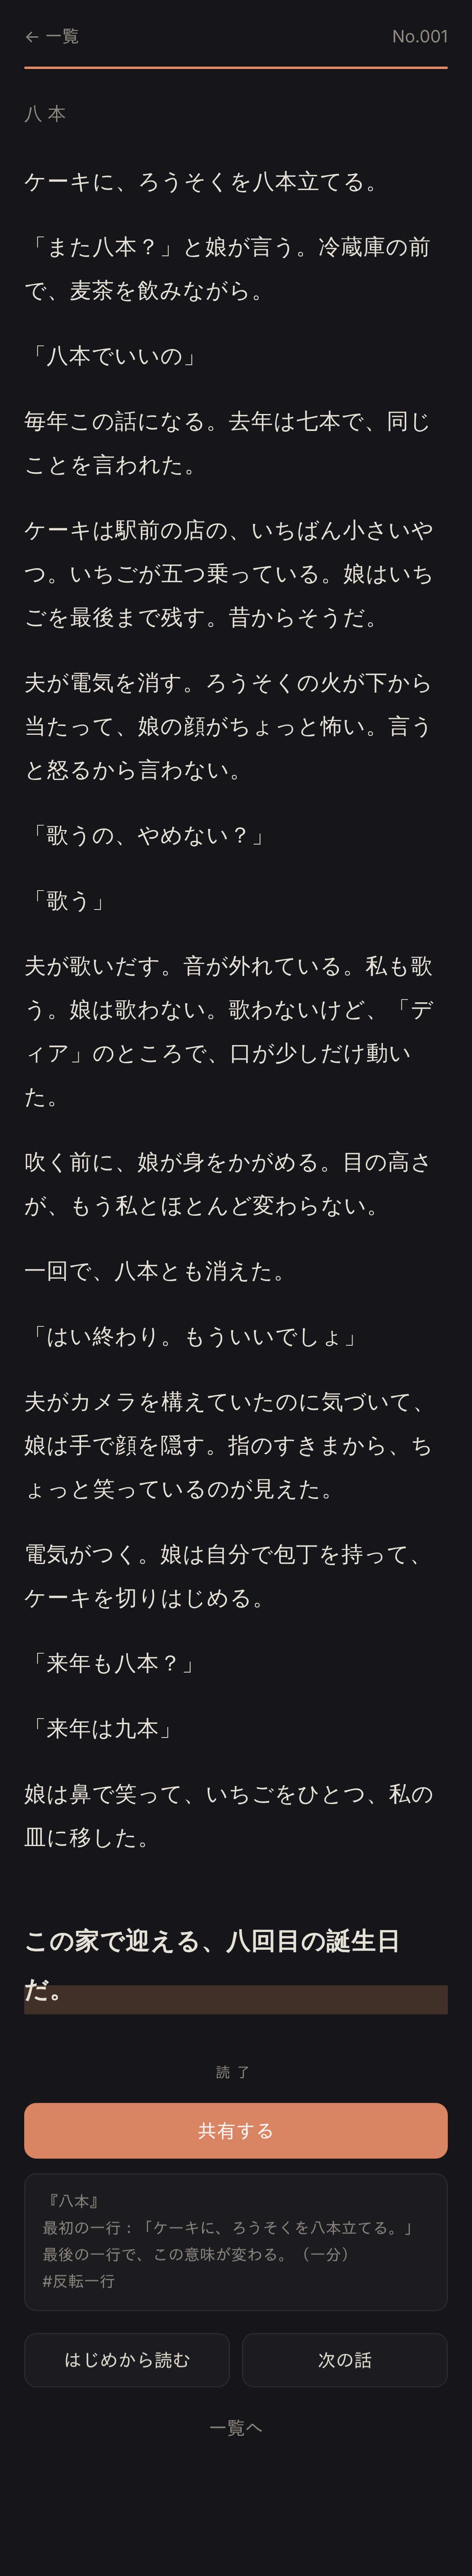 ← 一覧
No.001
八本
ケーキに、ろうそくを八本立てる。
「また八本？」と娘が言う。冷蔵庫の前
で、麦茶を飲みながら。
「八本でいいの」
毎年この話になる。去年は七本で、同じ
ことを言われた。
ケーキは駅前の店の、いちばん小さいや
つ。いちごが五つ乗っている。娘はいち
ごを最後まで残す。昔からそうだ。
夫が電気を消す。ろうそくの火が下から
当たって、娘の顔がちょっと怖い。言う
と怒るから言わない。
「歌うの、やめない？」
「歌う」
夫が歌いだす。音が外れている。私も歌
う。娘は歌わない。歌わないけど、「デ
ィア」のところで、口が少しだけ動い
た。
吹く前に、娘が身をかがめる。目の高さ
が、もう私とほとんど変わらない。
一回で、八本とも消えた。
「はい終わり。もういいでしょ」
夫がカメラを構えていたのに気づいて、
娘は手で顔を隠す。指のすきまから、ち
ょっと笑っているのが見えた。
電気がつく。娘は自分で包丁を持って、
ケーキを切りはじめる。
「来年も八本？」
「来年は九本」
娘は鼻で笑って、いちごをひとつ、私の
皿に移した。
この家で迎える、八回目の誕生日
だ。
読了
共有する
『八本』
最初の一行：「ケーキに、ろうそくを八本立てる。」
最後の一行で、この意味が変わる。（一分）
#反転一行
はじめから読む
次の話
一覧へ